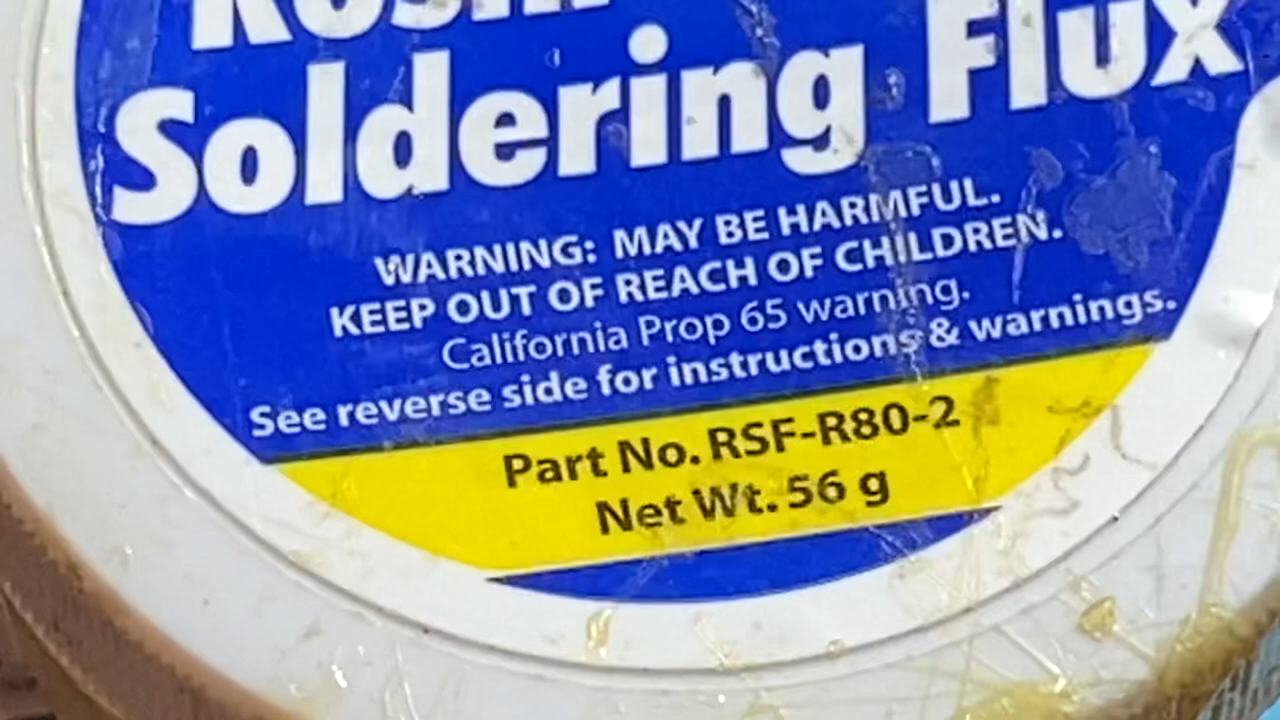 Rosin
Soldering Flux
WARNING: MAY BE HARMFUL.
KEEP OUT OF REACH OF CHILDREN.
California Prop 65 warning.
See reverse side for instructions & warnings.
Part No. RSF-R80-2
Net Wt. 56 g